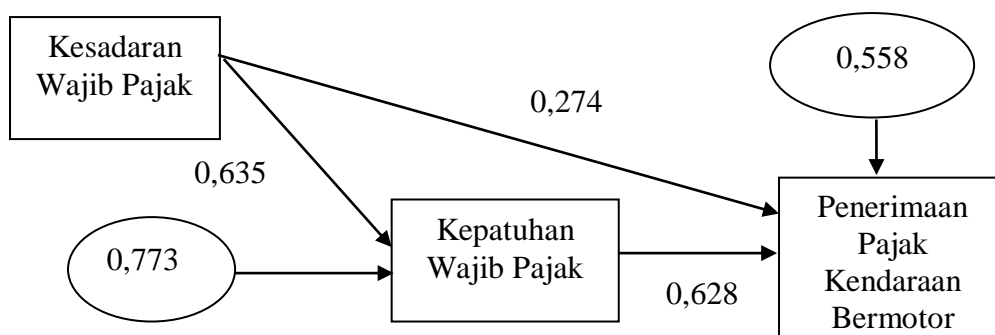 Kesadaran
Wajib Pajak
0,558
0,274
0,635
Kepatuhan
Wajib Pajak
0,773
0,628
Penerimaan
Pajak
Kendaraan
Bermotor